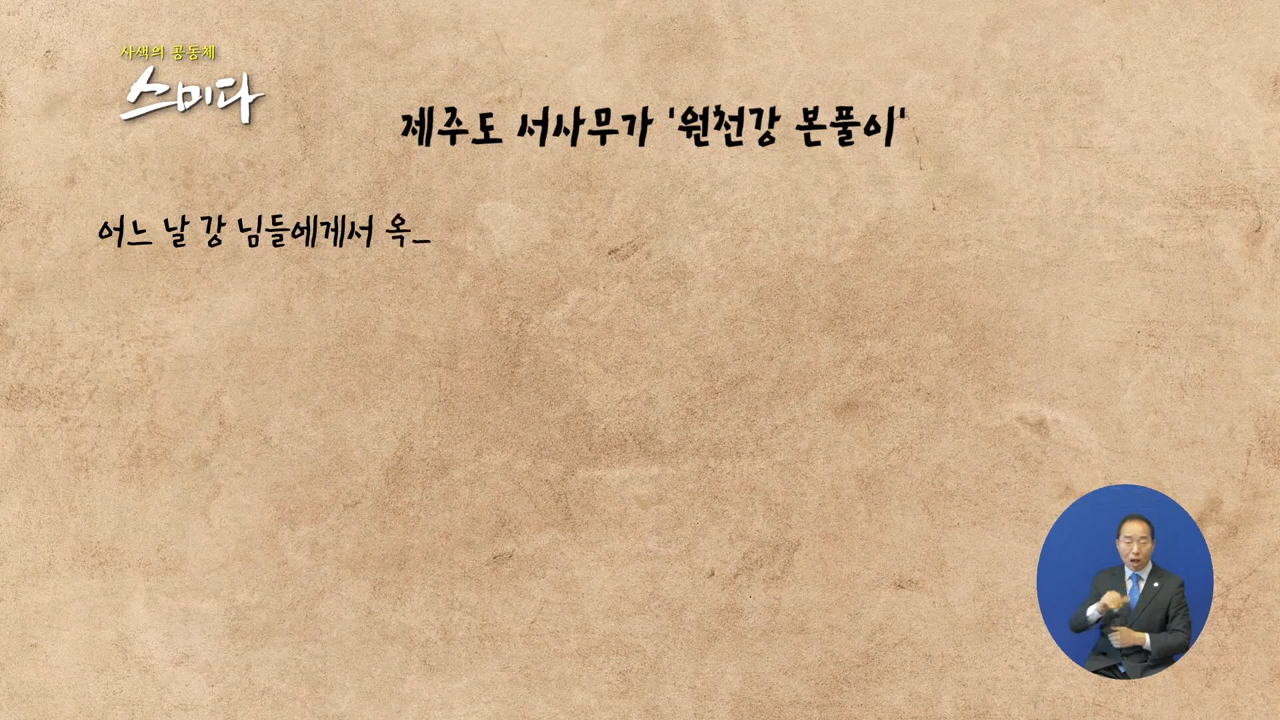 사색의 공동체
스미다
제주도 서사무가 '원천강 본풀이'
어느 날 강 님들에게서 옥_